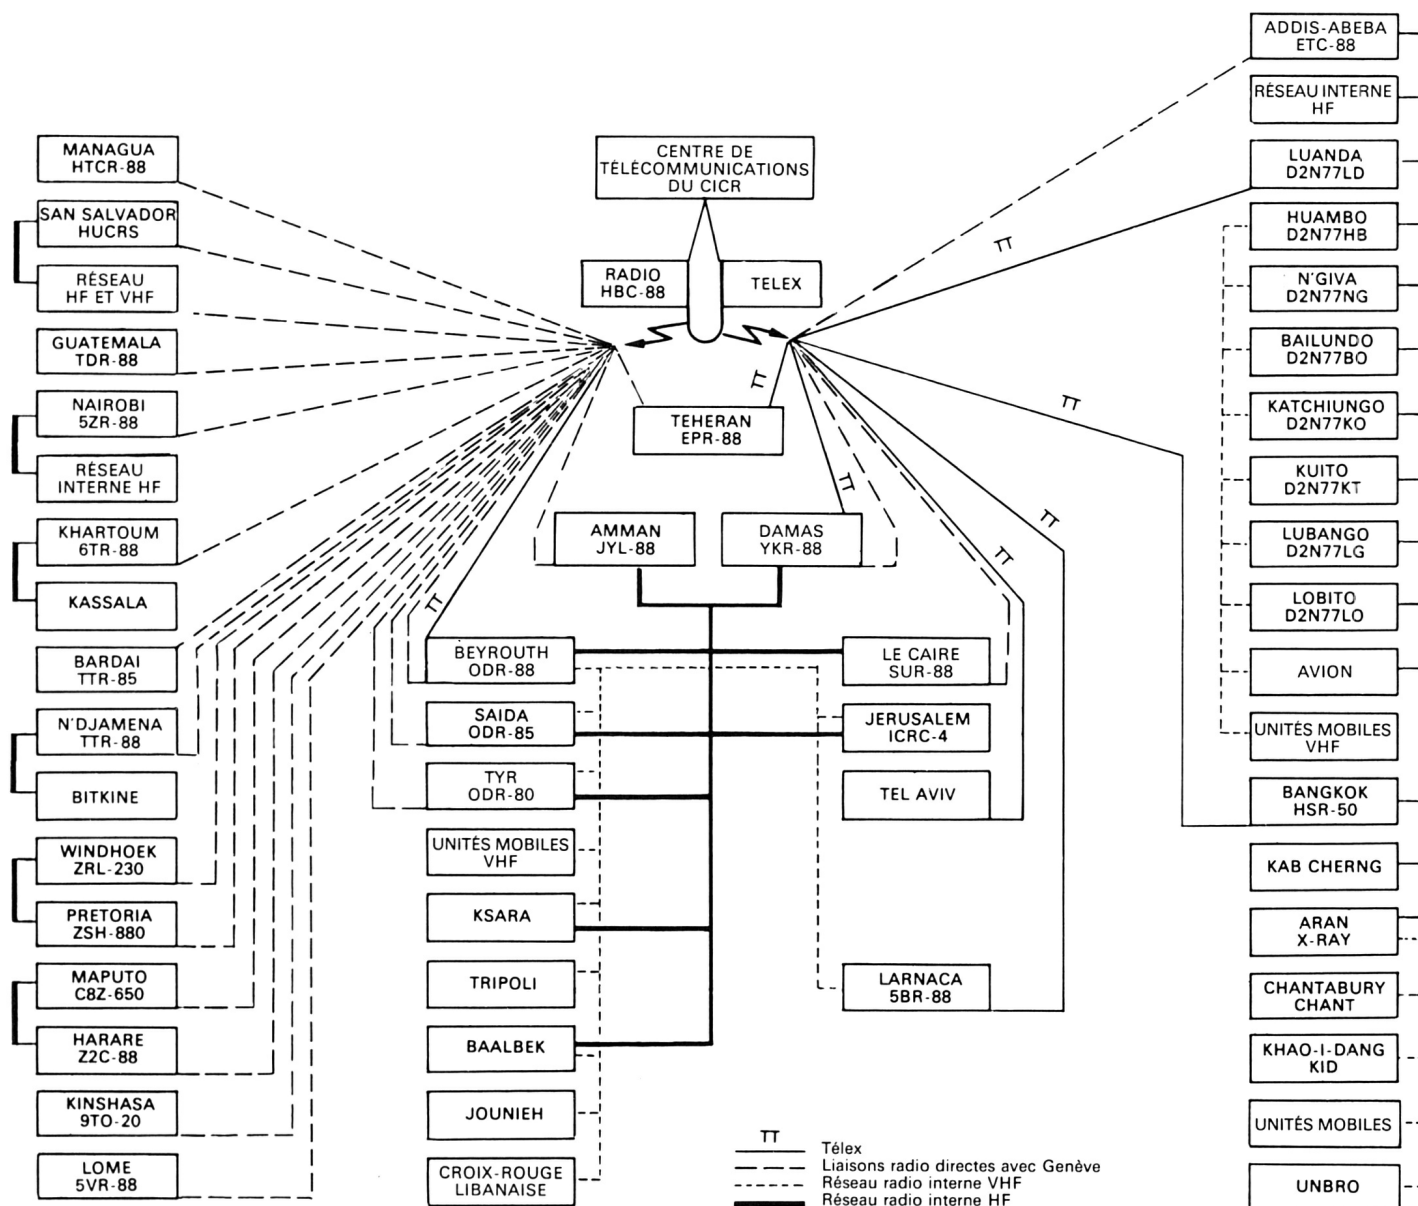 CENTRE DE
TÉLÉCOMMUNICATIONS
DU CICR
RADIO
HBC-88
TELEX
MANAGUA
HTCR-88
SAN SALVADOR
HUCRS
RÉSEAU
HF ET VHF
GUATEMALA
TDR-88
NAIROBI
5ZR-88
RÉSEAU
INTERNE HF
KHARTOUM
6TR-88
KASSALA
BARDAI
TTR-85
N'DJAMENA
TTR-88
BITKINE
WINDHOEK
ZRL-230
PRETORIA
ZSH-880
MAPUTO
C8Z-650
HARARE
Z2C-88
KINSHASA
9TO-20
LOME
5VR-88
TEHERAN
EPR-88
TT
TT
TT
TT
TT
TT
TT
AMMAN
JYL-88
DAMAS
YKR-88
BEYROUTH
ODR-88
SAIDA
ODR-85
TYR
ODR-80
UNITÉS MOBILES
VHF
KSARA
TRIPOLI
BAALBEK
JOUNIEH
CROIX-ROUGE
LIBANAISE
LE CAIRE
SUR-88
JERUSALEM
ICRC-4
TEL AVIV
LARNACA
5BR-88
ADDIS-ABEBA
ETC-88
RÉSEAU INTERNE
HF
LUANDA
D2N77LD
HUAMBO
D2N77HB
N'GIVA
D2N77NG
BAILUNDO
D2N77BO
KATCHIUNGO
D2N77KO
KUITO
D2N77KT
LUBANGO
D2N77LG
LOBITO
D2N77LO
AVION
UNITÉS MOBILES
VHF
BANGKOK
HSR-50
KAB CHERNG
ARAN
X-RAY
CHANTABURY
CHANT
KHAO-I-DANG
KID
UNITÉS MOBILES
UNBRO
TT
Télex
Liaisons radio directes avec Genève
Réseau radio interne VHF
Réseau radio interne HF